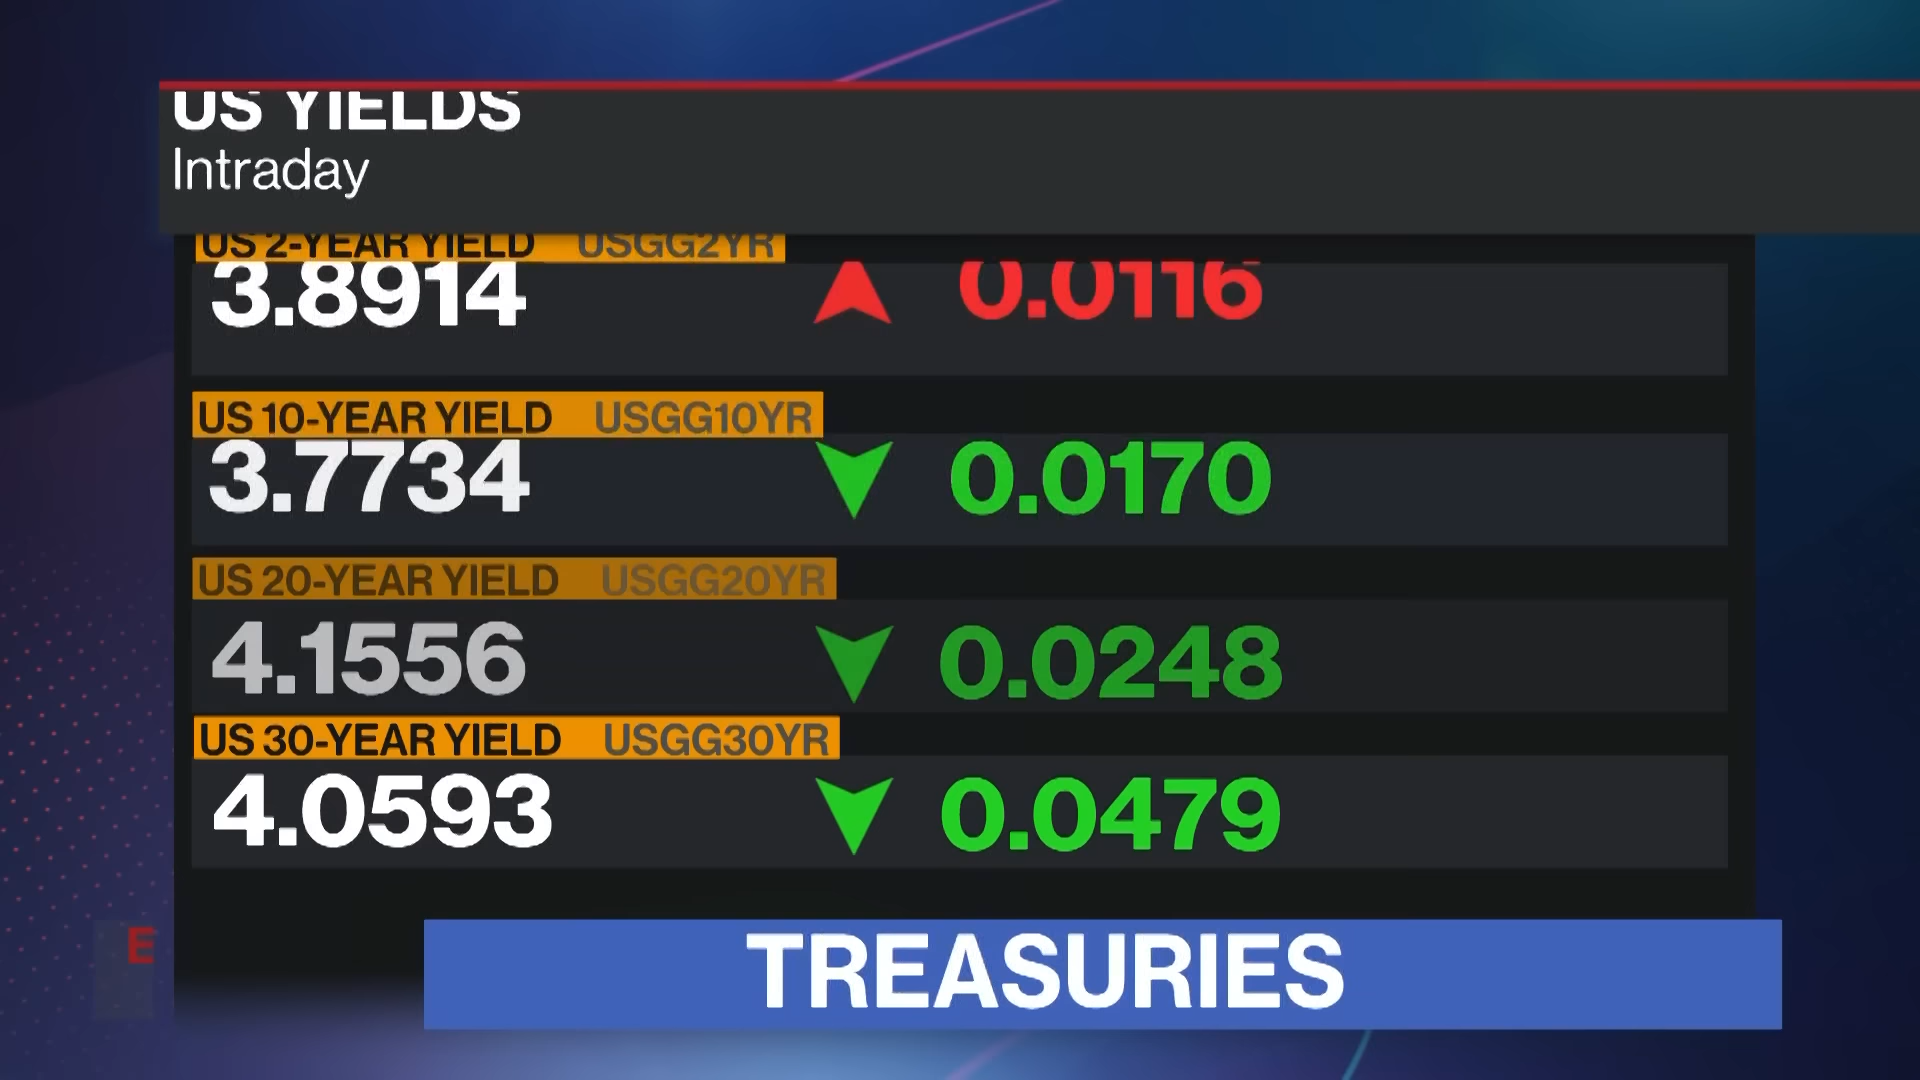 US YIELDS
Intraday
US 2-YEAR YIELD USGG2YR
3.8914 0.0116
US 10-YEAR YIELD USGG10YR
3.7734 0.0170
US 20-YEAR YIELD USGG20YR
4.1556 0.0248
US 30-YEAR YIELD USGG30YR
4.0593 0.0479
E
TREASURIES